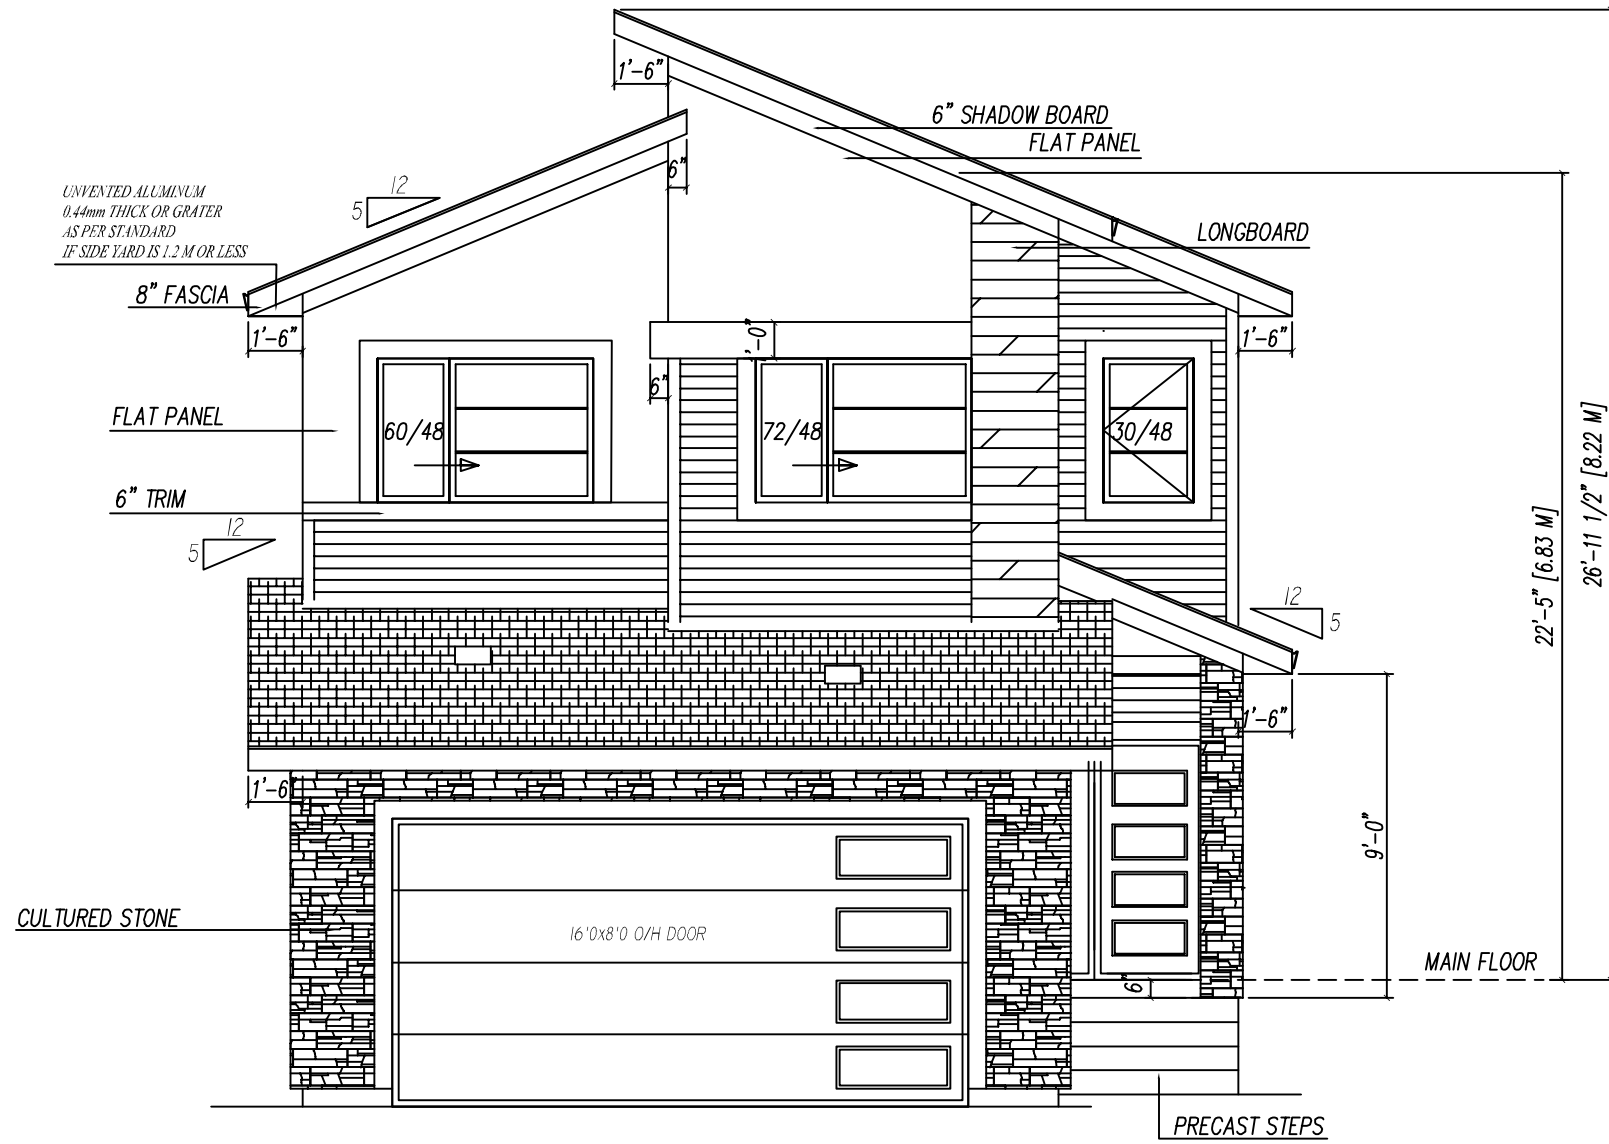 1'-6"
6" SHADOW BOARD
FLAT PANEL
6"
12
5
UNVENTED ALUMINUM
0.44mm THICK OR GRATER
AS PER STANDARD
IF SIDE YARD IS 1.2 M OR LESS
LONGBOARD
8" FASCIA
1'-6"
1'-0"
1'-6"
6"
FLAT PANEL
60/48
72/48
30/48
26'-11 1/2" [8.22 M]
22'-5" [6.83 M]
6" TRIM
12
5
12
5
1'-6"
1'-6"
9'-0"
CULTURED STONE
16'0x8'0 O/H DOOR
MAIN FLOOR
6"
PRECAST STEPS